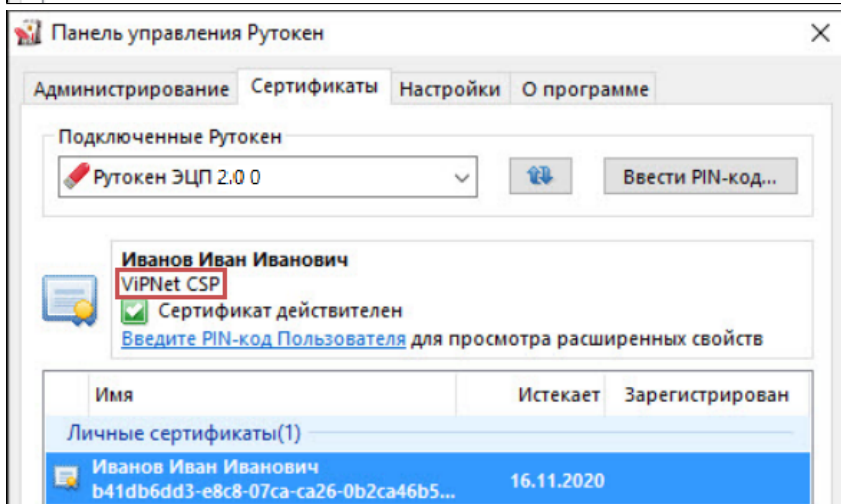 Панель управления Рутокен
Администрирование Сертификаты Настройки О программе
Подключенные Рутокен
Рутокен ЭЦП 2.0 0 Ввести PIN-код...
Иванов Иван Иванович
ViPNet CSP
Сертификат действителен
Введите PIN-код Пользователя для просмотра расширенных свойств
Имя Истекает Зарегистрирован
Личные сертификаты(1)
Иванов Иван Иванович
b41db6dd3-e8c8-07ca-ca26-0b2ca46b5... 16.11.2020